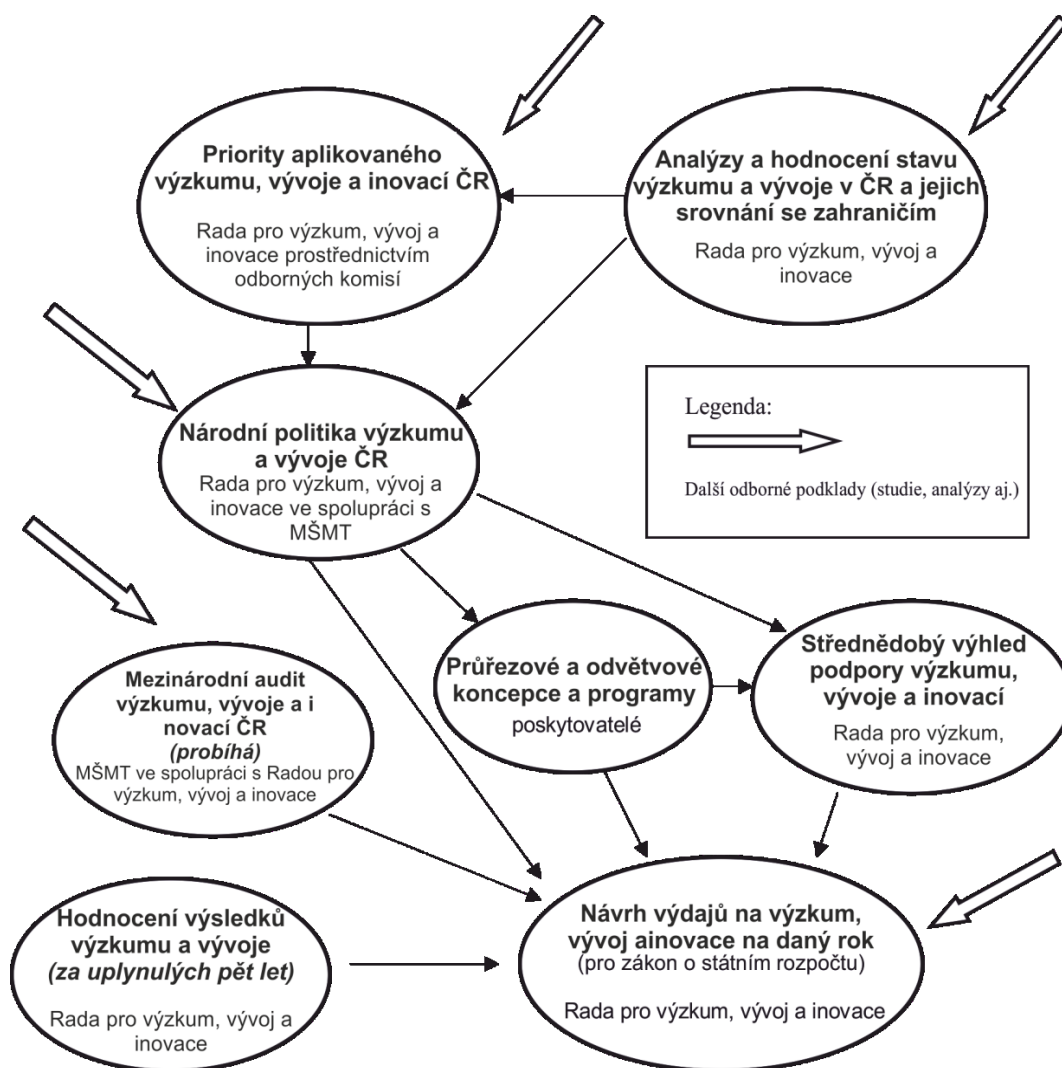 Priority aplikovaného
výzkumu, vývoje a inovací ČR
Rada pro výzkum, vývoj a
inovace prostřednictvím
odborných komisí
Analýzy a hodnocení stavu
výzkumu a vývoje v ČR a jejich
srovnání se zahraničím
Rada pro výzkum, vývoj a
inovace
Národní politika výzkumu
a vývoje ČR
Rada pro výzkum, vývoj a
inovace ve spolupráci s
MŠMT
Legenda:
Další odborné podklady (studie, analýzy aj.)
Mezinárodní audit
výzkumu, vývoje a i
novací ČR
(probíhá)
MŠMT ve spolupráci s Radou pro
výzkum, vývoj a inovace
Průřezové a odvětvové
koncepce a programy
poskytovatelé
Střednědobý výhled
podpory výzkumu,
vývoje a inovací
Rada pro výzkum,
vývoj a inovace
Hodnocení výsledků
výzkumu a vývoje
(za uplynulých pět let)
Rada pro výzkum, vývoj a
inovace
Návrh výdajů na výzkum,
vývoj ainovace na daný rok
(pro zákon o státním rozpočtu)
Rada pro výzkum, vývoj a inovace